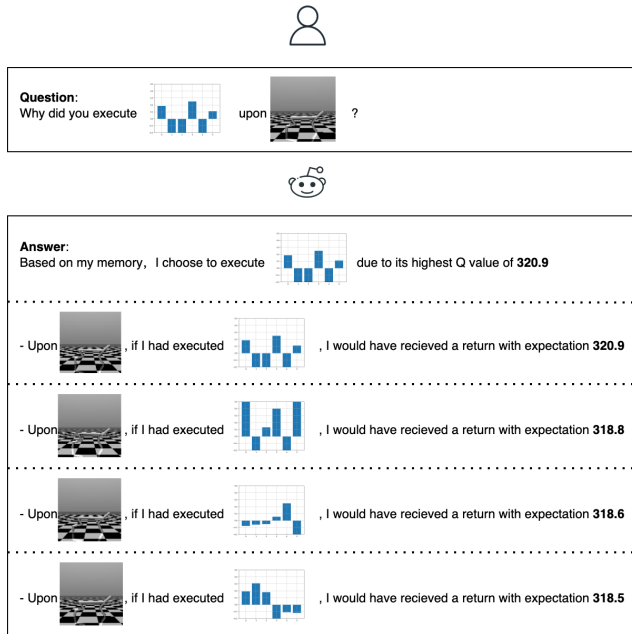 Question:
Why did you execute upon ?
Answer:
Based on my memory, I choose to execute due to its highest Q value of 320.9
- Upon , if I had executed , I would have recieved a return with expectation 320.9
- Upon , if I had executed , I would have recieved a return with expectation 318.8
- Upon , if I had executed , I would have recieved a return with expectation 318.6
- Upon , if I had executed , I would have recieved a return with expectation 318.5